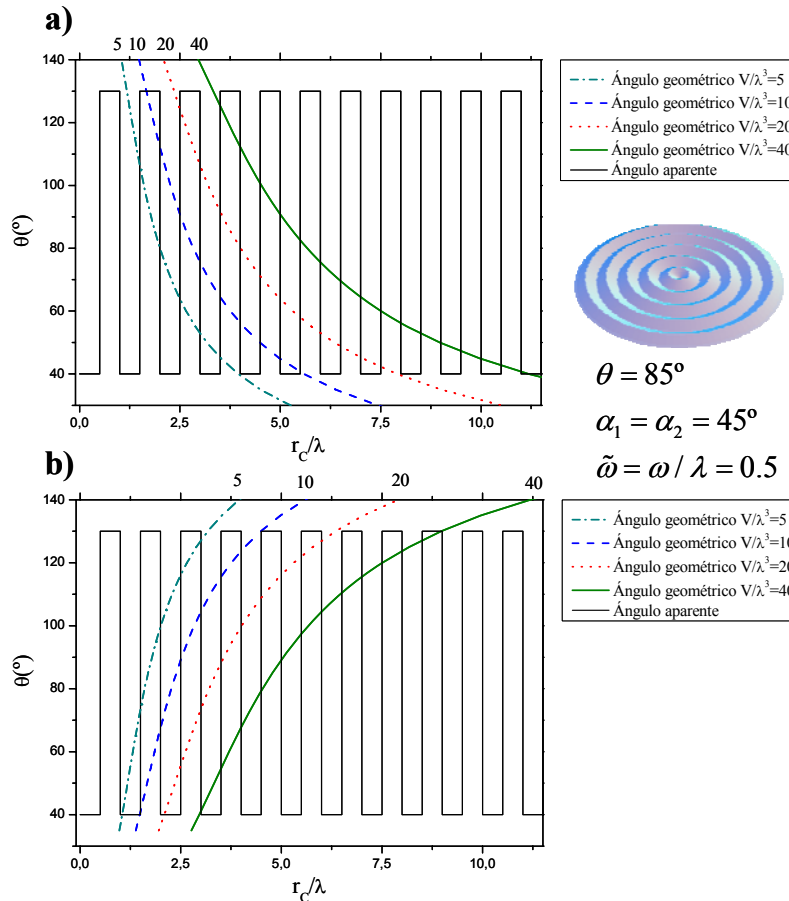 a)
5 10 20 40
140
120
100
80
60
40
θ(º)
0,0 2,5 5,0 7,5 10,0
r_C/λ
Ángulo geométrico V/λ³=5
Ángulo geométrico V/λ³=10
Ángulo geométrico V/λ³=20
Ángulo geométrico V/λ³=40
Ángulo aparente
θ = 85º
α₁ = α₂ = 45º
ω̃ = ω / λ = 0.5
b)
5 10 20 40
140
120
100
80
60
40
θ(º)
0,0 2,5 5,0 7,5 10,0
r_C/λ
Ángulo geométrico V/λ³=5
Ángulo geométrico V/λ³=10
Ángulo geométrico V/λ³=20
Ángulo geométrico V/λ³=40
Ángulo aparente